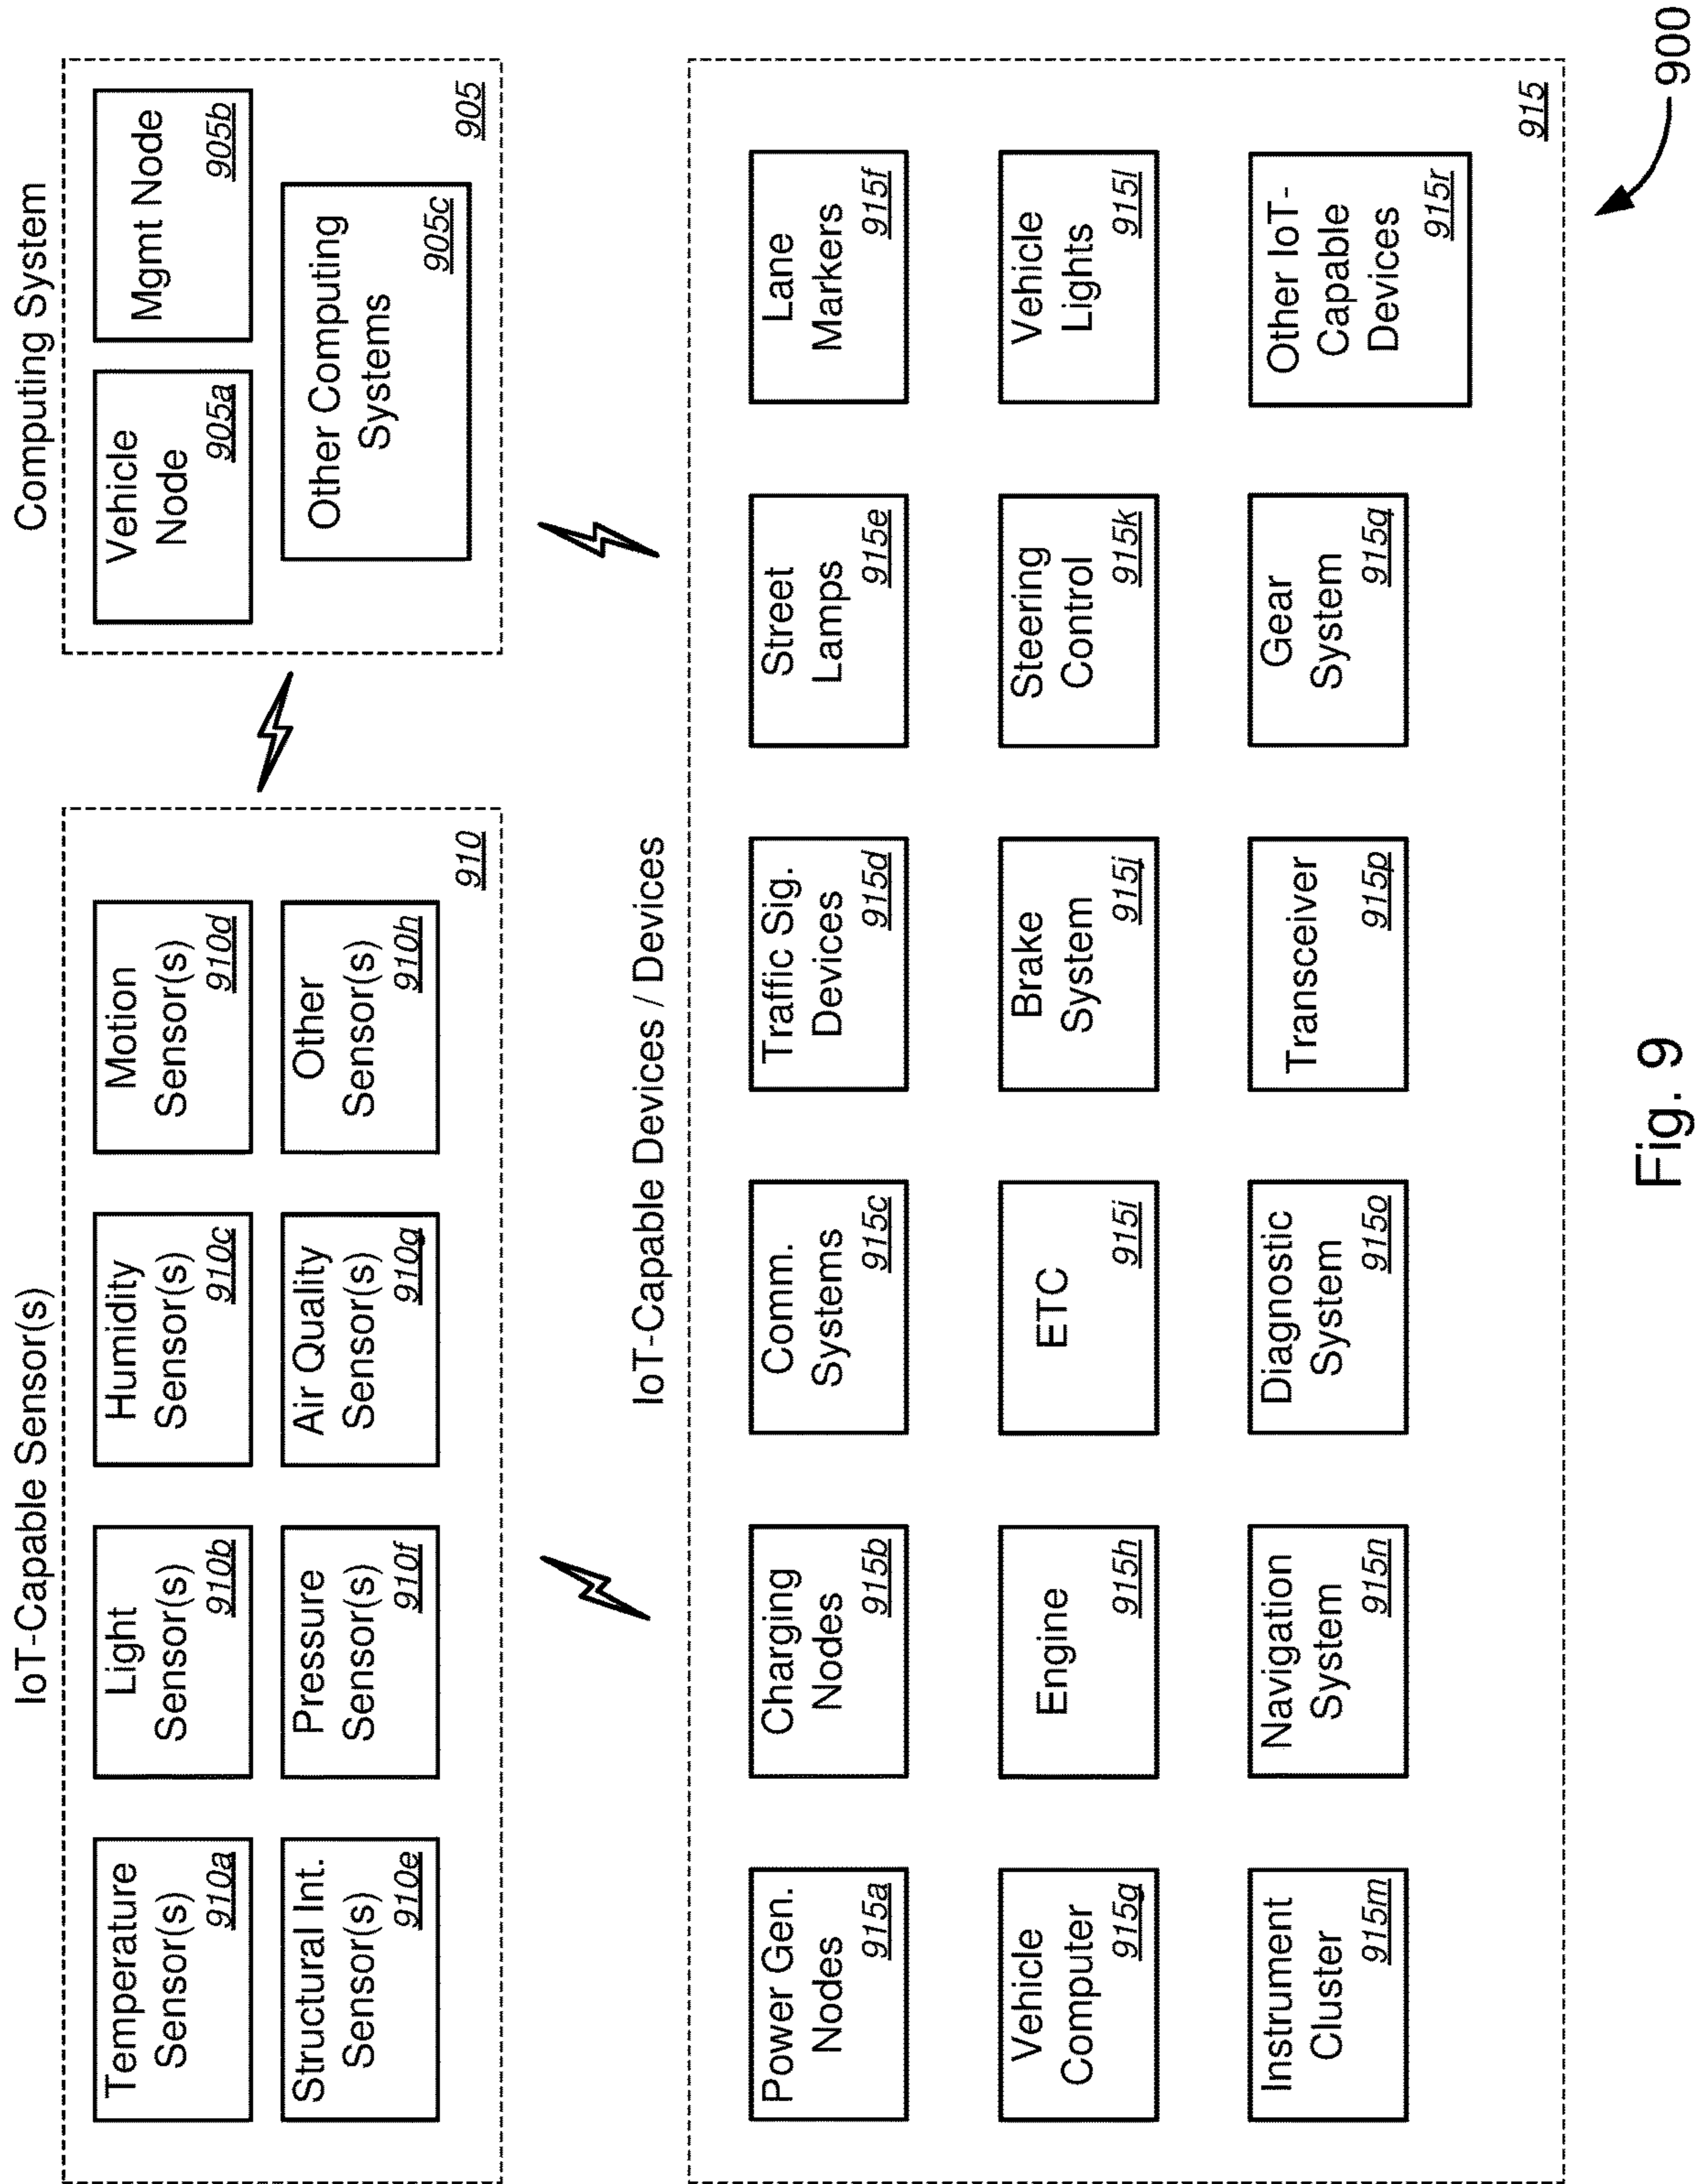 IoT-Capable Sensor(s)
Temperature
Sensor(s)
910a
Light
Sensor(s)
910b
Humidity
Sensor(s)
910c
Motion
Sensor(s)
910d
Structural Int.
Sensor(s)
910e
Pressure
Sensor(s)
910f
Air Quality
Sensor(s)
910g
Other
Sensor(s)
910h
910
Computing System
Vehicle
Node
905a
Mgmt Node
905b
Other Computing
Systems
905c
905
IoT-Capable Devices / Devices
Power Gen.
Nodes
915a
Charging
Nodes
915b
Comm.
Systems
915c
Traffic Sig.
Devices
915d
Street
Lamps
915e
Lane
Markers
915f
Vehicle
Computer
915g
Engine
915h
ETC
915i
Brake
System
915j
Steering
Control
915k
Vehicle
Lights
915l
Instrument
Cluster
915m
Navigation
System
915n
Diagnostic
System
915o
Transceiver
915p
Gear
System
915q
Other IoT-
Capable
Devices
915r
915
900
Fig. 9